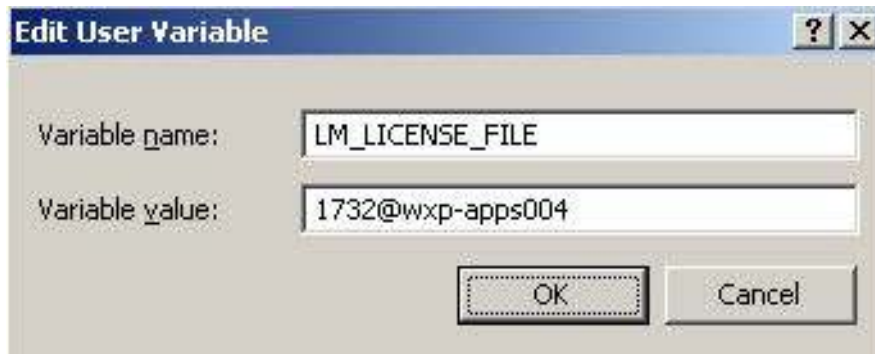 Edit User Variable ? X
Variable name: LM_LICENSE_FILE
Variable value: 1732@wxp-apps004
OK Cancel